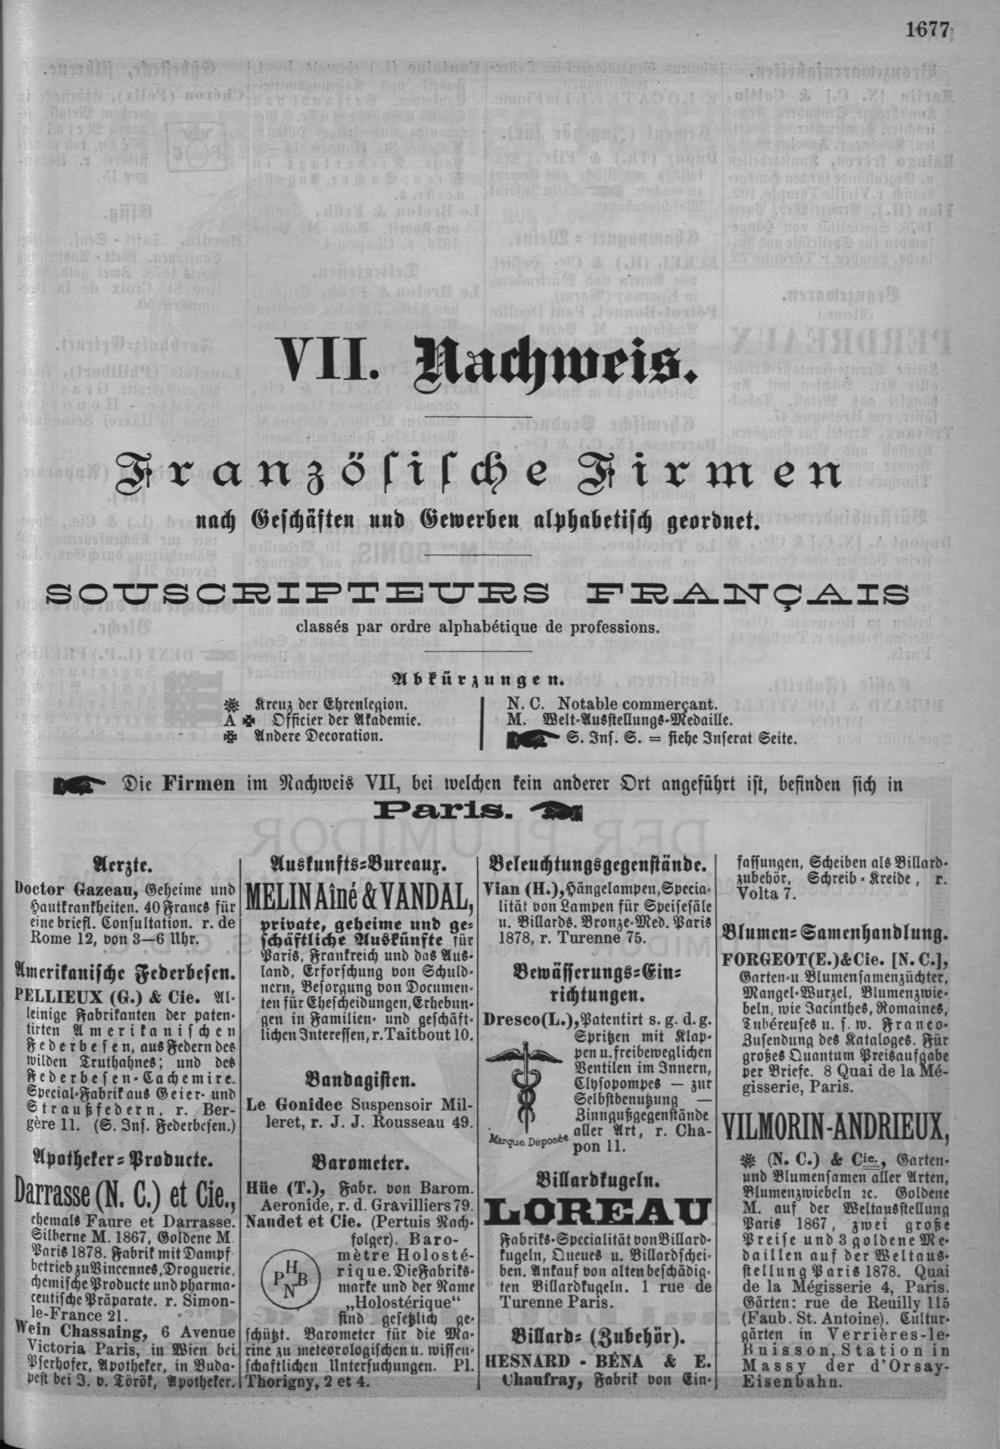 1677
VII. Nachweis.
Französische Firmen
nach Geschäften und Gewerben alphabetisch geordnet.
SOUSCRIPTEURS FRANÇAIS
classés par ordre alphabétique de professions.
Abkürzungen.
Kreuz der Ehrenlegion.
A ✠ Officier der Akademie.
✠ Andere Decoration.
N. C. Notable commerçant.
M. Welt-Ausstellungs-Medaille.
☛ S. Ins. S. = siehe Inserat Seite.
☛ Die Firmen im Nachweis VII, bei welchen kein anderer Ort angeführt ist, befinden sich in
Paris. ☚
Aerzte.
Doctor Gazeau, Geheime und
Hautkrankheiten. 40 Francs für
eine briefl. Consultation. r. de
Rome 12, von 3—6 Uhr.
Amerikanische Federbesen.
PELLIEUX (G.) & Cie. Al-
leinige Fabrikanten der paten-
tirten Amerikanischen
Federbesen, aus Federn des
wilden Truthahnes; und des
Federbesen-Cachemire.
Special-Fabrik aus Geier- und
Straußfedern. r. Ber-
gère 11. (S. Ins. Federbesen.)
Apotheker-Producte.
Darrasse (N. C.) et Cie.,
chemals Faure et Darrasse.
Silberne M. 1867, Goldene M
Paris 1878. Fabrik mit Dampf-
betrieb zu Vincennes, Droguerie,
chemische Producte und pharma-
ceutische Präparate. r. Simon-
le-France 21.
Wein Chassaing, 6 Avenue
Victoria Paris, in Wien bei
Pserhofer, Apotheker, in Buda-
pest bei J. v. Török, Apotheker.
Auskunfts-Bureaux.
MELIN Aîné & VANDAL,
private, geheime und ge-
schäftliche Auskünfte für
Paris, Frankreich und das Aus-
land, Erforschung von Schuld-
nern, Besorgung von Documen-
ten für Ehescheidungen, Erhebun-
gen in Familien- und geschäft-
lichen Interessen, r. Taitbout 10.
Bandagisten.
Le Gonidec Suspensoir Mil-
leret, r. J. J. Rousseau 49.
Barometer.
Hüe (T.), Fabr. von Barom.
Aeronide, r. d. Gravilliers 79.
Naudet et Cie. (Pertuis Nach-
folger). Baro-
mètre Holosté-
rique. Die Fabriks-
marke und der Name
„Holostérique“
sind gesetzlich ge-
schützt. Barometer für die Ma-
rine zu meteorologischen u. wissen-
schaftlichen Untersuchungen. Pl.
Thorigny, 2 et 4.
P H B N
Beleuchtungsgegenstände.
Vian (H.), Hängelampen, Specia-
lität von Lampen für Speisesäle
u. Billards. Bronze-Med. Paris
1878, r. Turenne 75.
Bewässerungs-Ein-
richtungen.
Dresco (L.), Patentirt s. g. d. g.
Spritzen mit Klap-
pen u. freibeweglichen
Ventilen im Innern,
Clysopompes — zur
Selbstbenutzung —
Zinngußgegenstände
aller Art, r. Cha-
pon 11.
Marque Deposée
Billardkugeln.
LOREAU
Fabriks-Specialität von Billard-
kugeln, Queues u. Billardschei-
ben. Ankauf von alten beschädig-
ten Billardkugeln. 1 rue de
Turenne Paris.
Billard- (Zubehör).
HESNARD - BÉNA & E.
Chaufray, Fabrik von Ein-
fassungen, Scheiben als Billard-
zubehör, Schreib-Kreide, r.
Volta 7.
Blumen-Samenhandlung.
FORGEOT (E.) & Cie. [N. C.],
Garten- u. Blumensamenzüchter,
Mangel-Wurzel, Blumenzwie-
beln, wie Jacinthes, Romaines,
Tubéreuses u. s. w. Franco-
Zusendung des Kataloges. Für
großes Quantum Preisaufgabe
per Briefe. 8 Quai de la Mé-
gisserie, Paris.
VILMORIN-ANDRIEUX,
(N. C.) & Cie., Garten-
und Blumensamen aller Arten,
Blumenzwiebeln 2c. Goldene
M. auf der Weltausstellung
Paris 1867, zwei große
Preise und 3 goldene Me-
daillen auf der Weltaus-
stellung Paris 1878. Quai
de la Mégisserie 4, Paris.
Gärten: rue de Reuilly 115
(Faub. St. Antoine). Cultur-
gärten in Verrières-le-
Buisson, Station in
Massy der d'Orsay-
Eisenbahn.